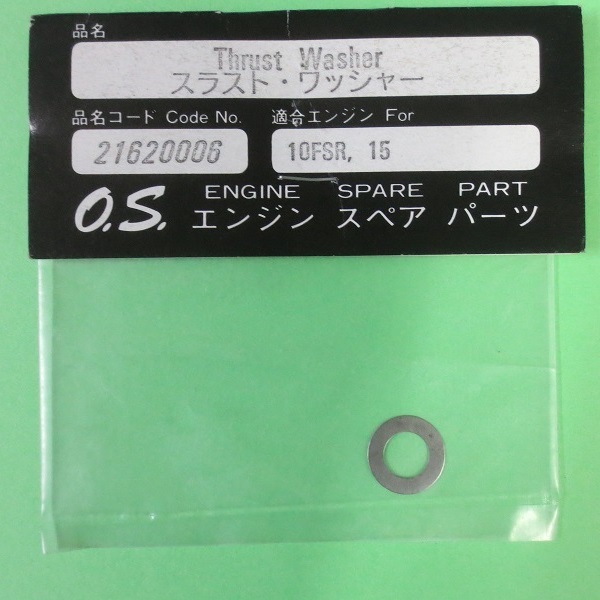 品名
Thrust Washer
スラスト・ワッシャー
品名コード Code No.
適合エンジン For
21620006
10FSR, 15
O.S. ENGINE SPARE PART
エンジン スペア パーツ